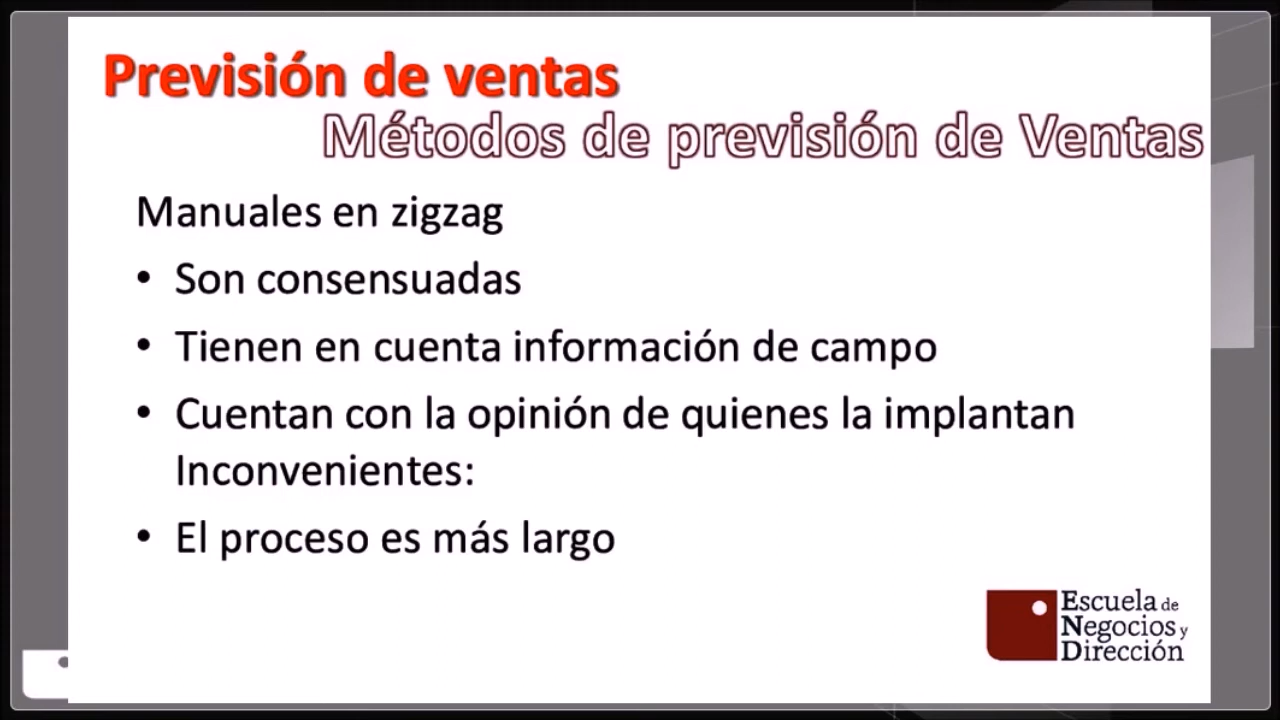 Previsión de ventas
Métodos de previsión de Ventas
Manuales en zigzag
• Son consensuadas
• Tienen en cuenta información de campo
• Cuentan con la opinión de quienes la implantan
Inconvenientes:
• El proceso es más largo
Escuela de
Negocios y
Dirección